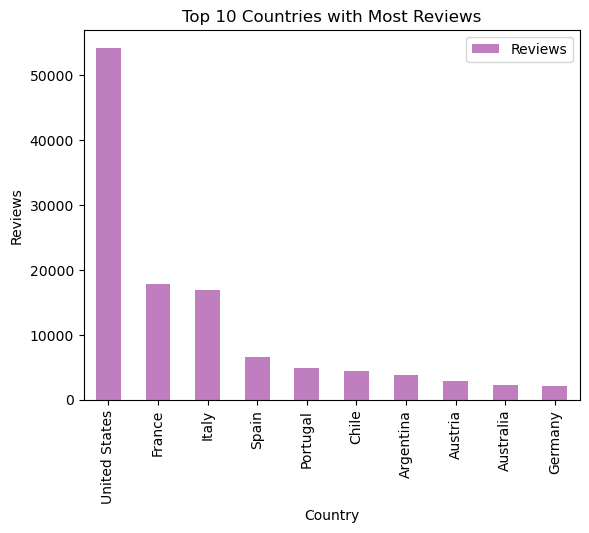 Top 10 Countries with Most Reviews
Reviews
Reviews
50000
40000
30000
20000
10000
0
United States
France
Italy
Spain
Portugal
Chile
Argentina
Austria
Australia
Germany
Country